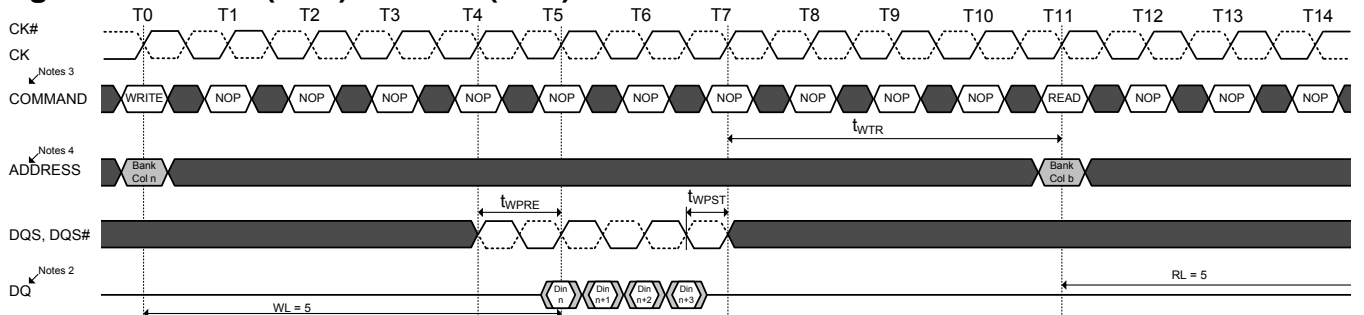 T0 T1 T2 T3 T4 T5 T6 T7 T8 T9 T10 T11 T12 T13 T14
CK#
CK
Notes 3
COMMAND WRITE NOP NOP NOP NOP NOP NOP NOP NOP NOP NOP READ NOP NOP NOP
tWTR
Notes 4
ADDRESS Bank Col n Bank Col b
tWPRE tWPST
DQS, DQS#
Notes 2
DQ Din n Din n+1 Din n+2 Din n+3
RL = 5
WL = 5